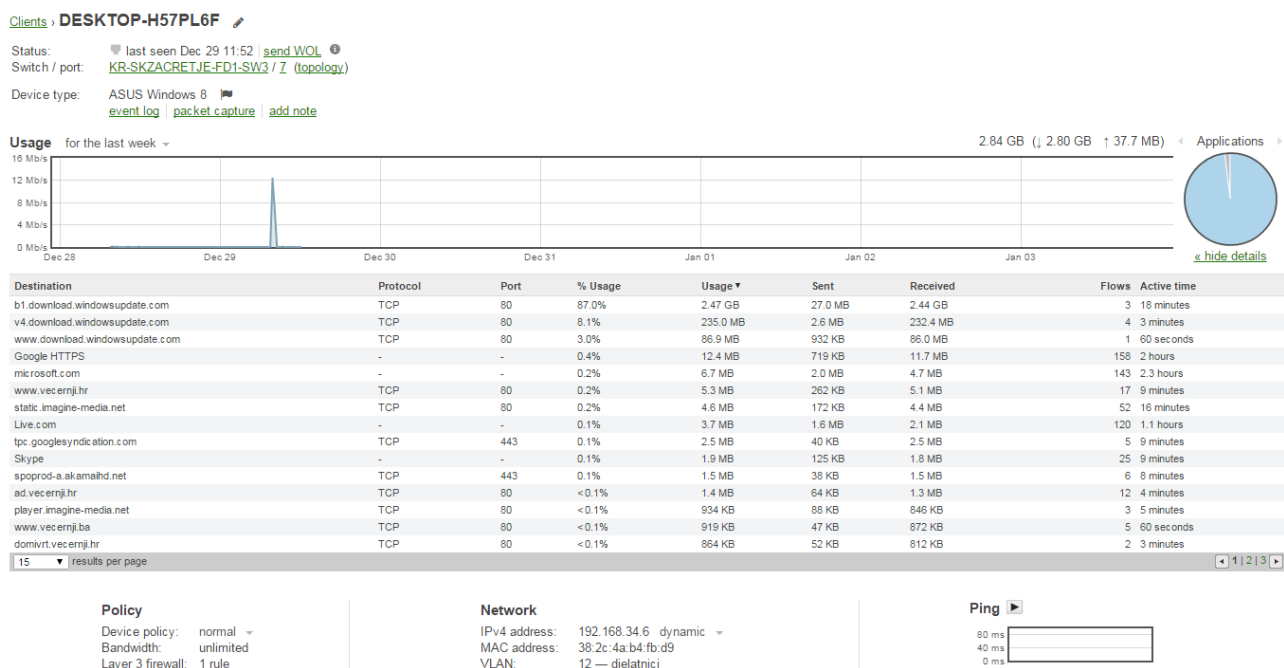 Clients › DESKTOP-H57PL6F
Status: last seen Dec 29 11:52 send WOL
Switch / port: KR-SKZACRETJE-FD1-SW3 / 7 (topology)
Device type: ASUS Windows 8
event log packet capture add note
Usage for the last week 2.84 GB (↓ 2.80 GB ↑ 37.7 MB) Applications
16 Mb/s
12 Mb/s
8 Mb/s
4 Mb/s
0 Mb/s
Dec 28 Dec 29 Dec 30 Dec 31 Jan 01 Jan 02 Jan 03
« hide details
Destination Protocol Port % Usage Usage ▼ Sent Received Flows Active time
b1.download.windowsupdate.com TCP 80 87.0% 2.47 GB 27.0 MB 2.44 GB 3 18 minutes
v4.download.windowsupdate.com TCP 80 8.1% 235.0 MB 2.6 MB 232.4 MB 4 3 minutes
www.download.windowsupdate.com TCP 80 3.0% 86.9 MB 932 KB 86.0 MB 1 60 seconds
Google HTTPS - - 0.4% 12.4 MB 719 KB 11.7 MB 158 2 hours
microsoft.com - - 0.2% 6.7 MB 2.0 MB 4.7 MB 143 2.3 hours
www.vecernji.hr TCP 80 0.2% 5.3 MB 262 KB 5.1 MB 17 9 minutes
static.imagine-media.net TCP 80 0.2% 4.6 MB 172 KB 4.4 MB 52 16 minutes
Live.com - - 0.1% 3.7 MB 1.6 MB 2.1 MB 120 1.1 hours
tpc.googlesyndication.com TCP 443 0.1% 2.5 MB 40 KB 2.5 MB 5 9 minutes
Skype - - 0.1% 1.9 MB 125 KB 1.8 MB 25 9 minutes
spoprod-a.akamaihd.net TCP 443 0.1% 1.5 MB 38 KB 1.5 MB 6 8 minutes
ad.vecernji.hr TCP 80 <0.1% 1.4 MB 64 KB 1.3 MB 12 4 minutes
player.imagine-media.net TCP 80 <0.1% 934 KB 88 KB 846 KB 3 5 minutes
www.vecernji.ba TCP 80 <0.1% 919 KB 47 KB 872 KB 5 60 seconds
domivrt.vecernji.hr TCP 80 <0.1% 864 KB 52 KB 812 KB 2 3 minutes
15 ▼ results per page 1 | 2 | 3
Policy
Device policy: normal
Bandwidth: unlimited
Layer 3 firewall: 1 rule
Network
IPv4 address: 192.168.34.6 dynamic
MAC address: 38:2c:4a:b4:fb:d9
VLAN: 12 — djelatnici
Ping
80 ms
40 ms
0 ms